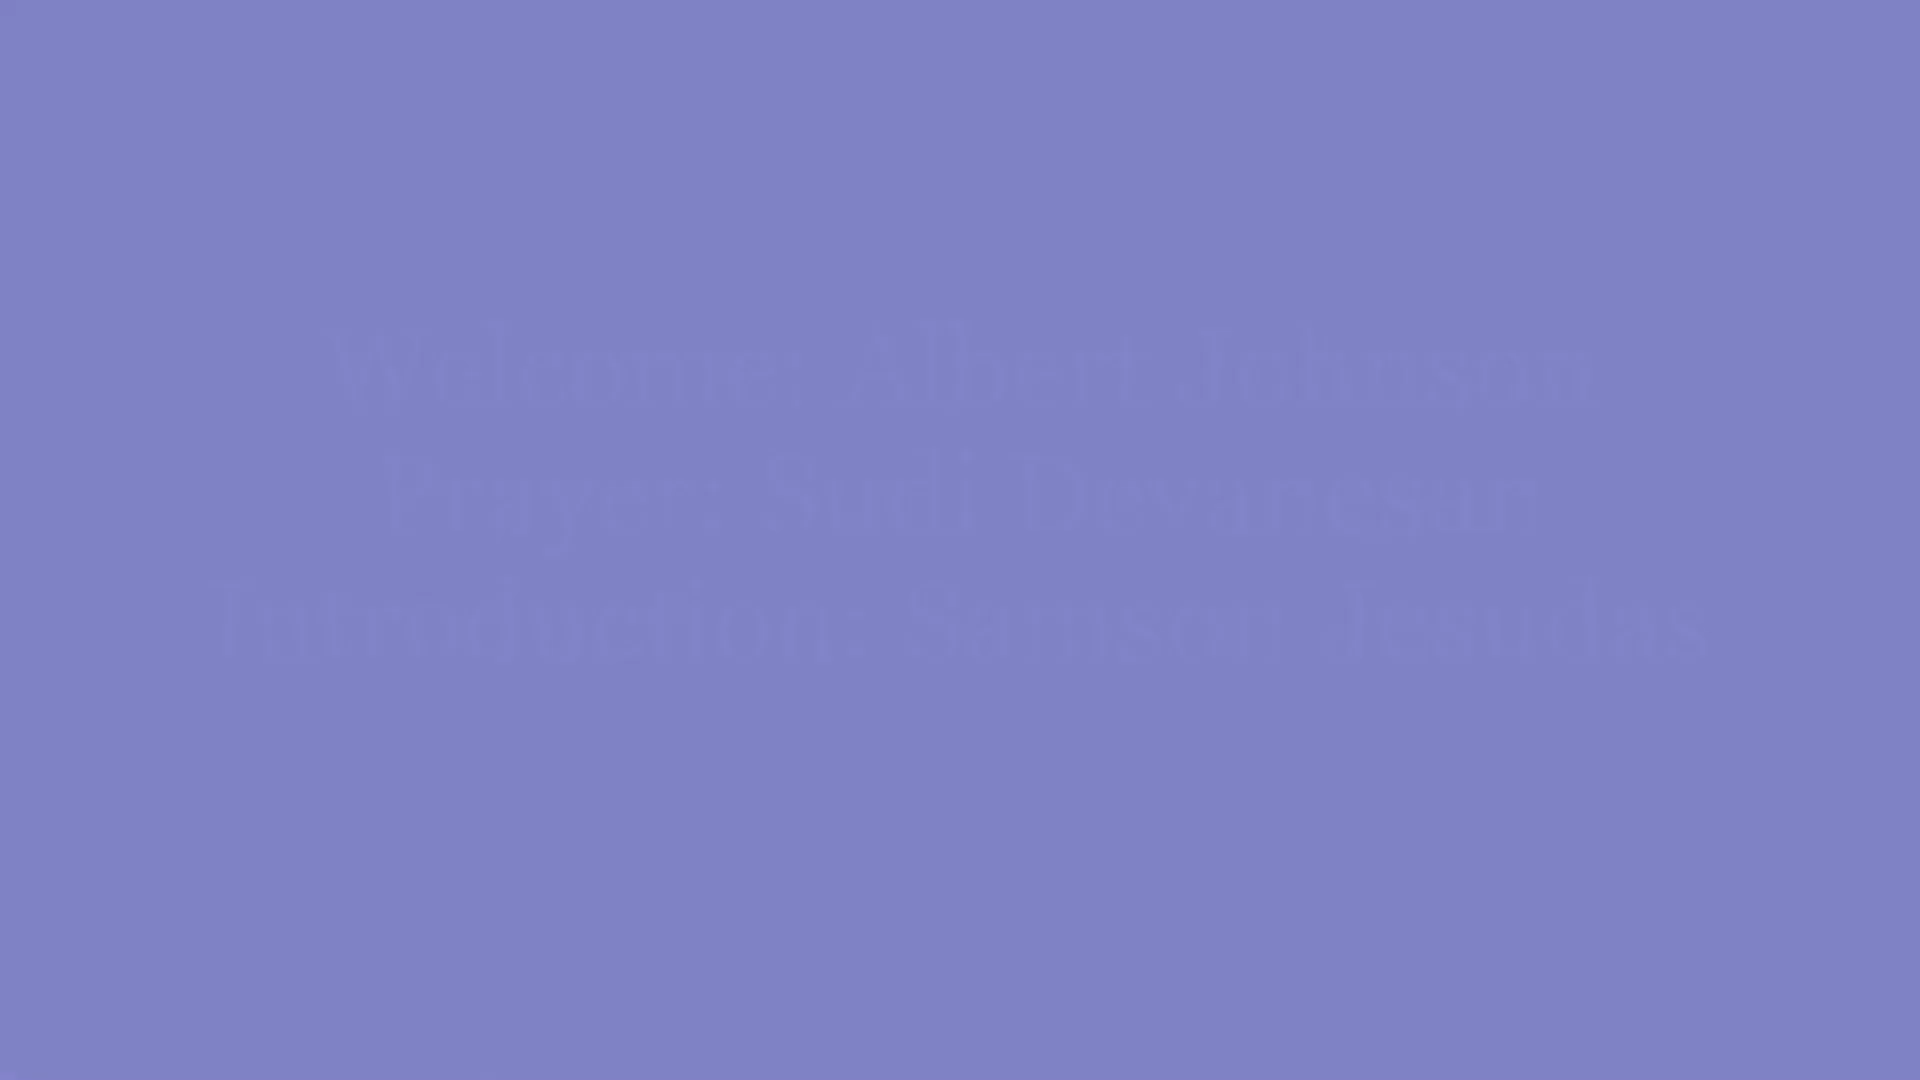 Welcome: Albert Johnson
Prayer: Sudi Devanesan
Introduction: Samson Jesudas